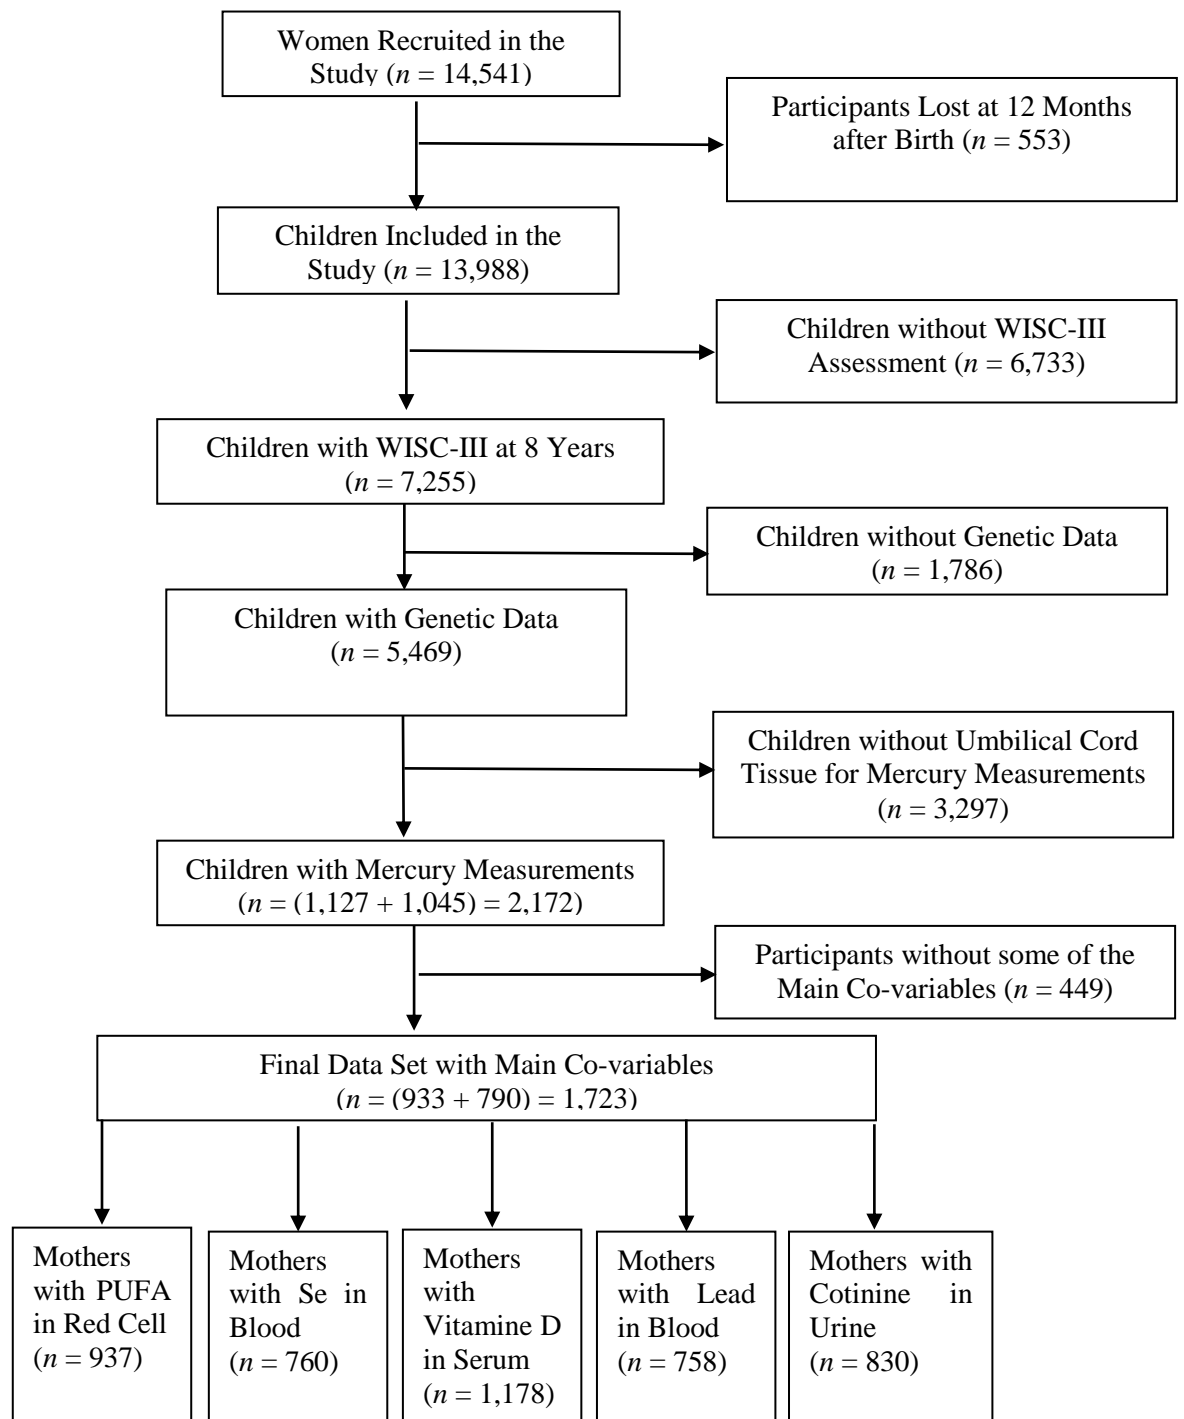 Women Recruited in the
Study (n = 14,541)
Participants Lost at 12 Months
after Birth (n = 553)
Children Included in the
Study (n = 13,988)
Children without WISC-III
Assessment (n = 6,733)
Children with WISC-III at 8 Years
(n = 7,255)
Children without Genetic Data
(n = 1,786)
Children with Genetic Data
(n = 5,469)
Children without Umbilical Cord
Tissue for Mercury Measurements
(n = 3,297)
Children with Mercury Measurements
(n = (1,127 + 1,045) = 2,172)
Participants without some of the
Main Co-variables (n = 449)
Final Data Set with Main Co-variables
(n = (933 + 790) = 1,723)
Mothers
with PUFA
in Red Cell
(n = 937)
Mothers
with Se in
Blood
(n = 760)
Mothers
with
Vitamine D
in Serum
(n = 1,178)
Mothers
with Lead
in Blood
(n = 758)
Mothers with
Cotinine in
Urine
(n = 830)